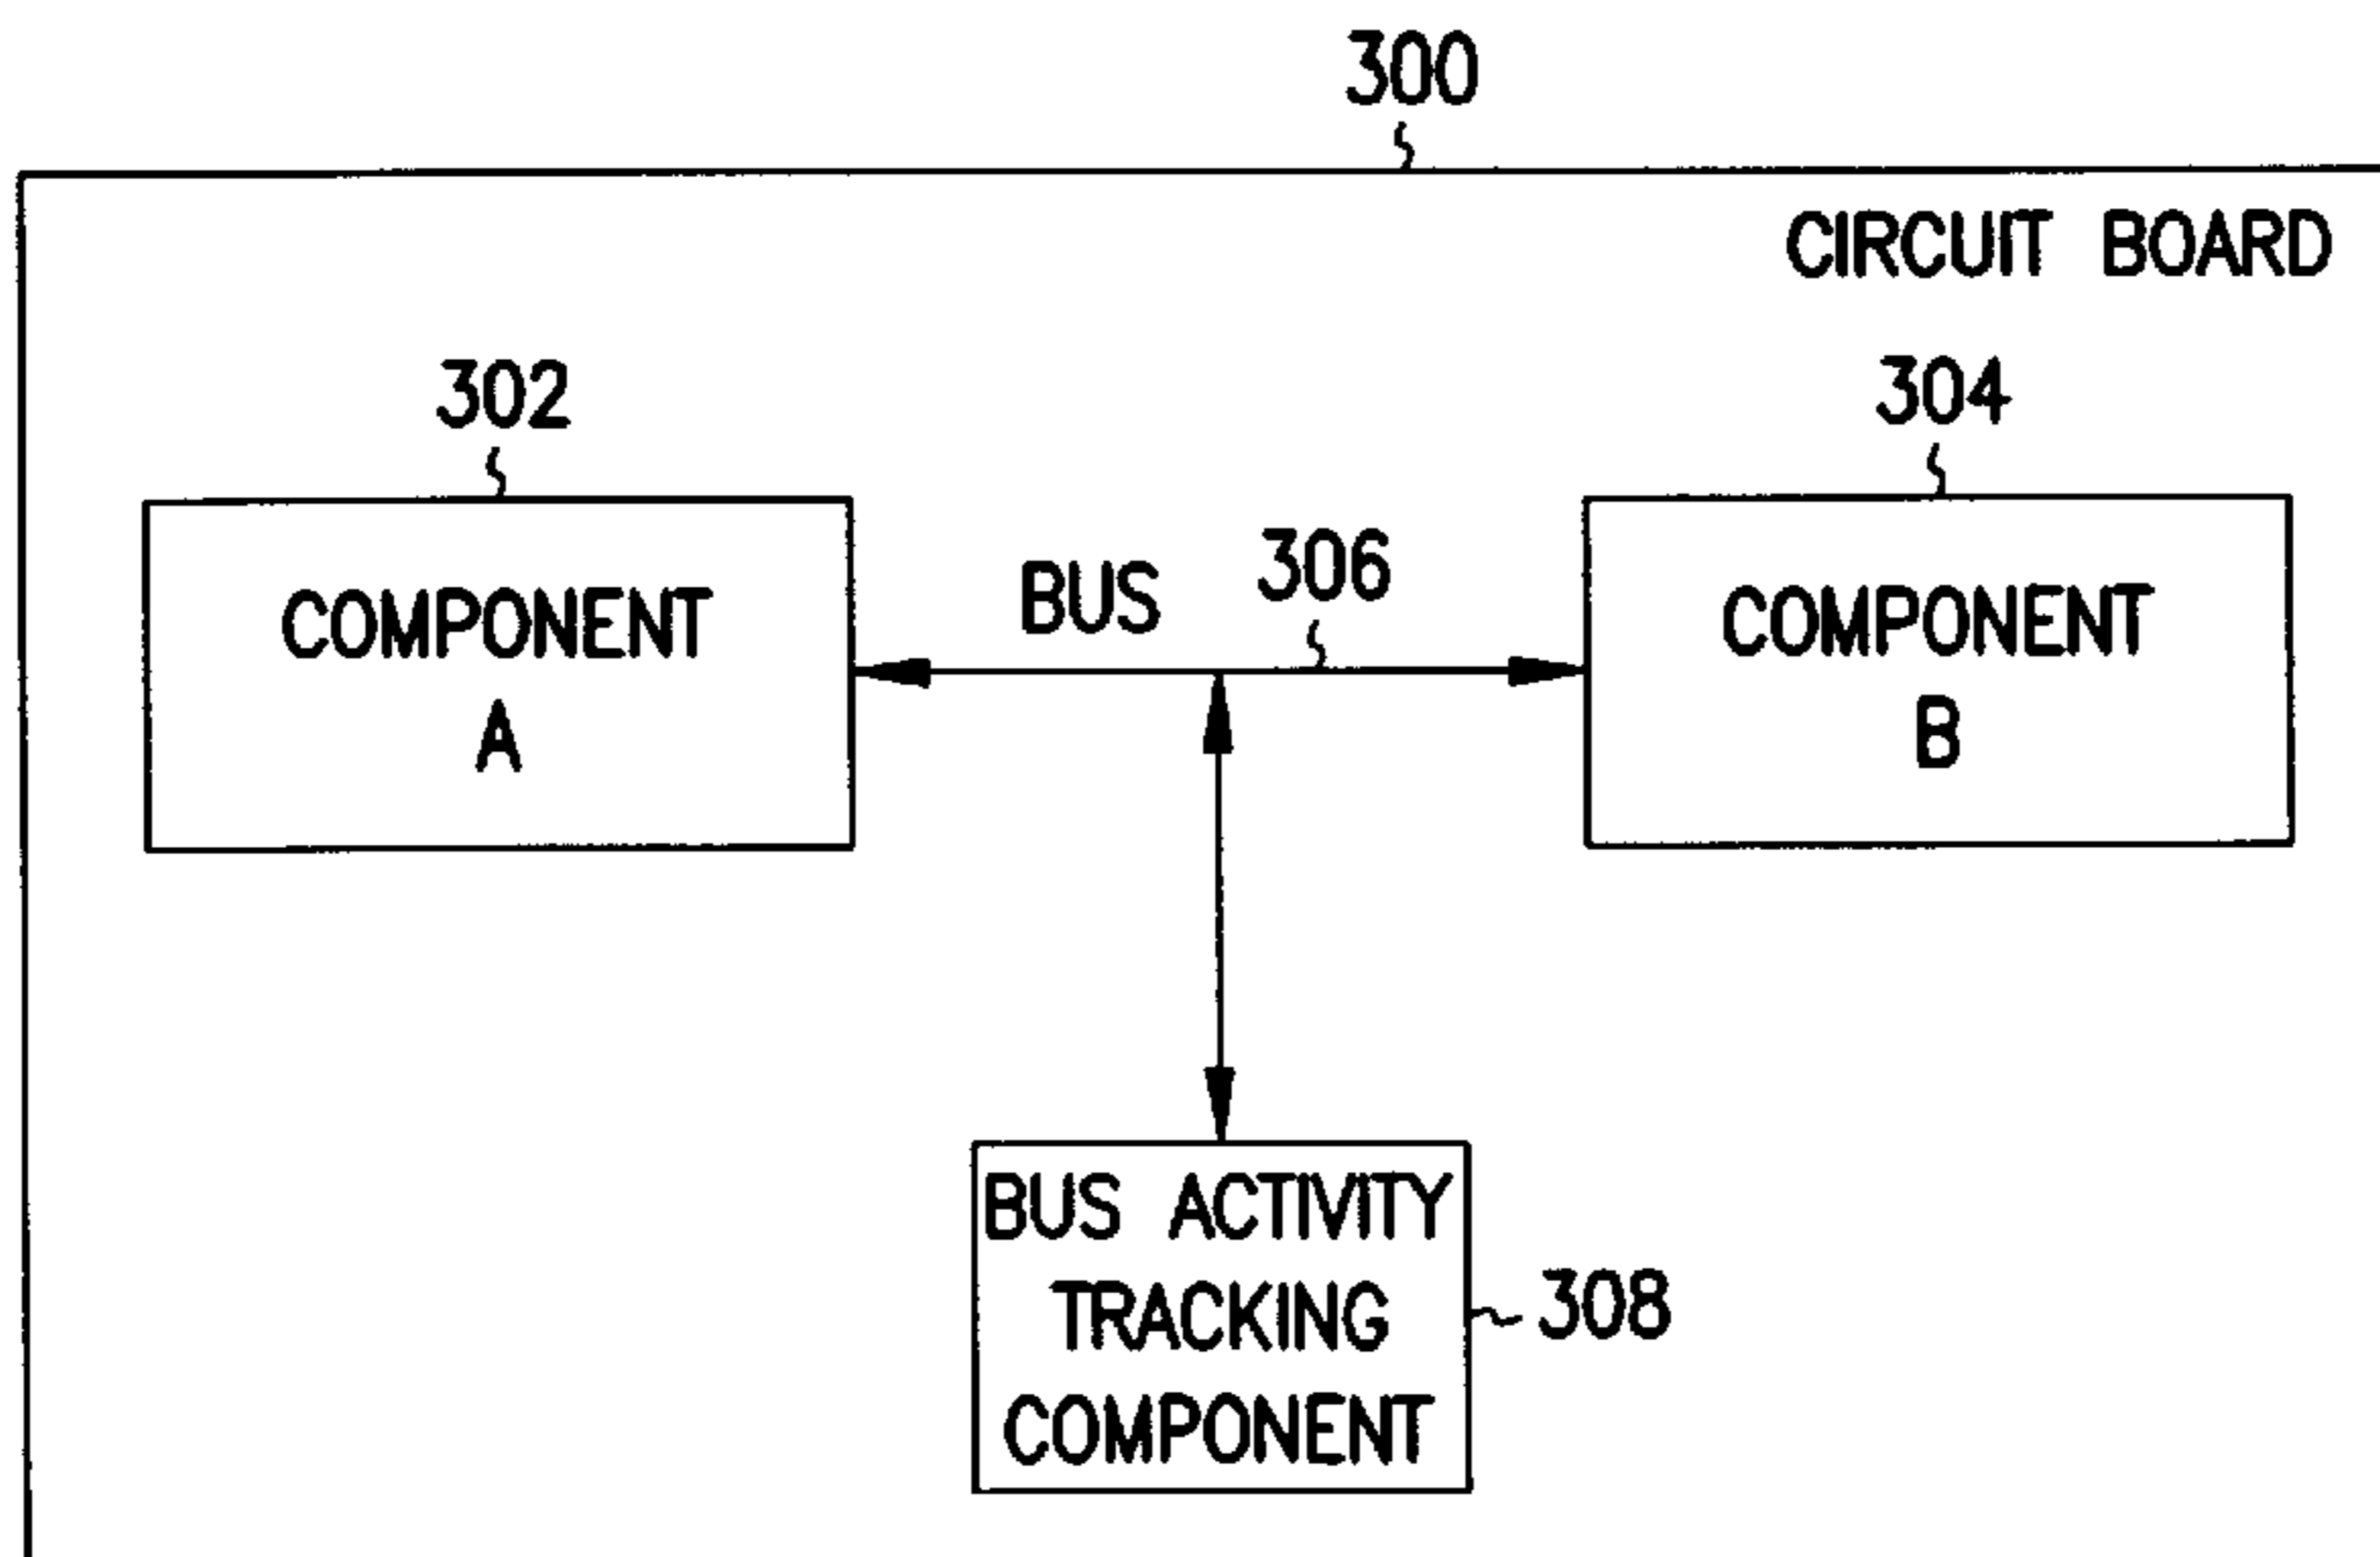 300
CIRCUIT BOARD
302
304
COMPONENT
A
BUS
306
COMPONENT
B
BUS ACTIVITY
TRACKING
COMPONENT
308